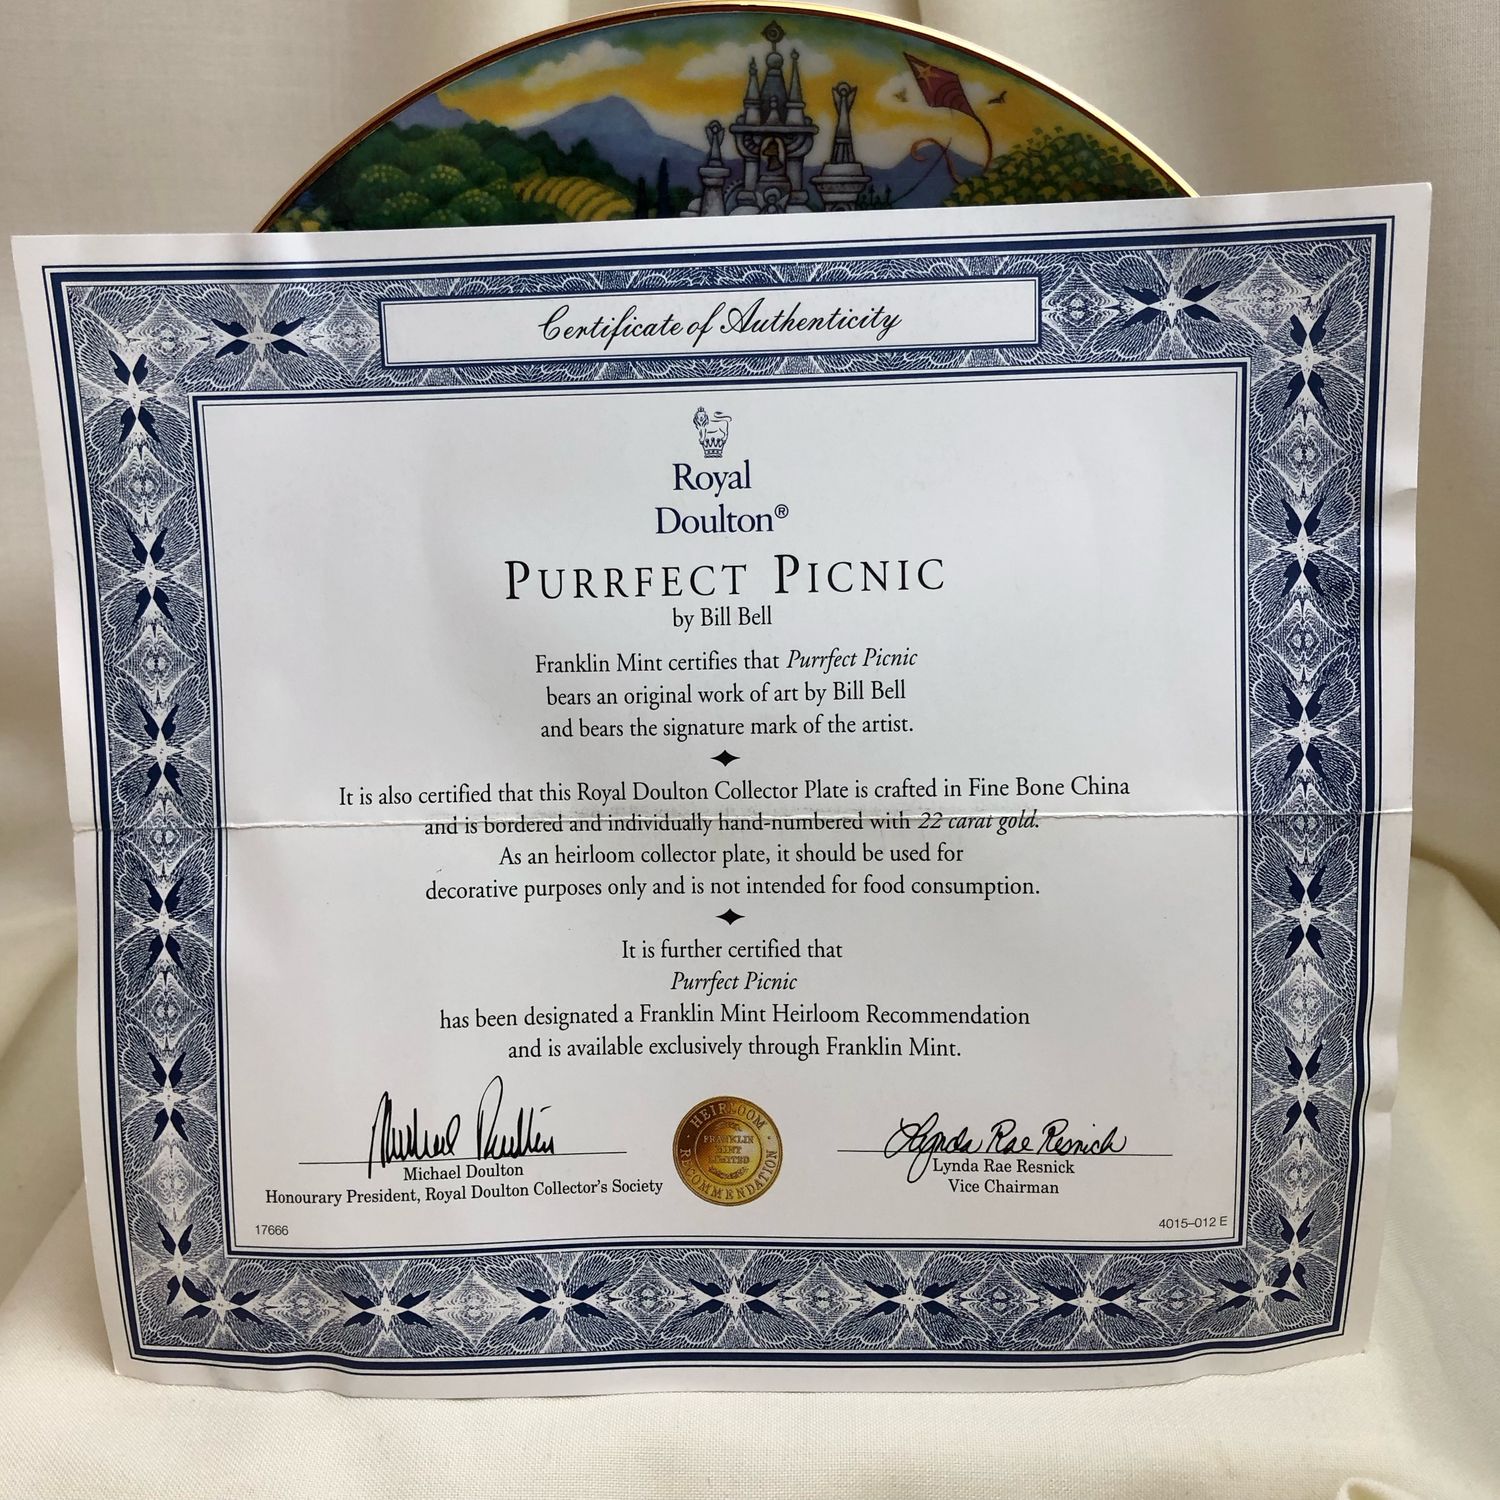 Certificate of Authenticity
Royal
Doulton®
PURRFECT PICNIC
by Bill Bell
Franklin Mint certifies that Purrfect Picnic
bears an original work of art by Bill Bell
and bears the signature mark of the artist.
It is also certified that this Royal Doulton Collector Plate is crafted in Fine Bone China
and is bordered and individually hand-numbered with 22 carat gold.
As an heirloom collector plate, it should be used for
decorative purposes only and is not intended for food consumption.
It is further certified that
Purrfect Picnic
has been designated a Franklin Mint Heirloom Recommendation
and is available exclusively through Franklin Mint.
Michael Doulton
Michael Doulton
Honourary President, Royal Doulton Collector's Society
HEIRLOOM
FRANKLIN
MINT
LIMITED
RECOMMENDATION
Lynda Rae Resnick
Lynda Rae Resnick
Vice Chairman
17666
4015-012 E